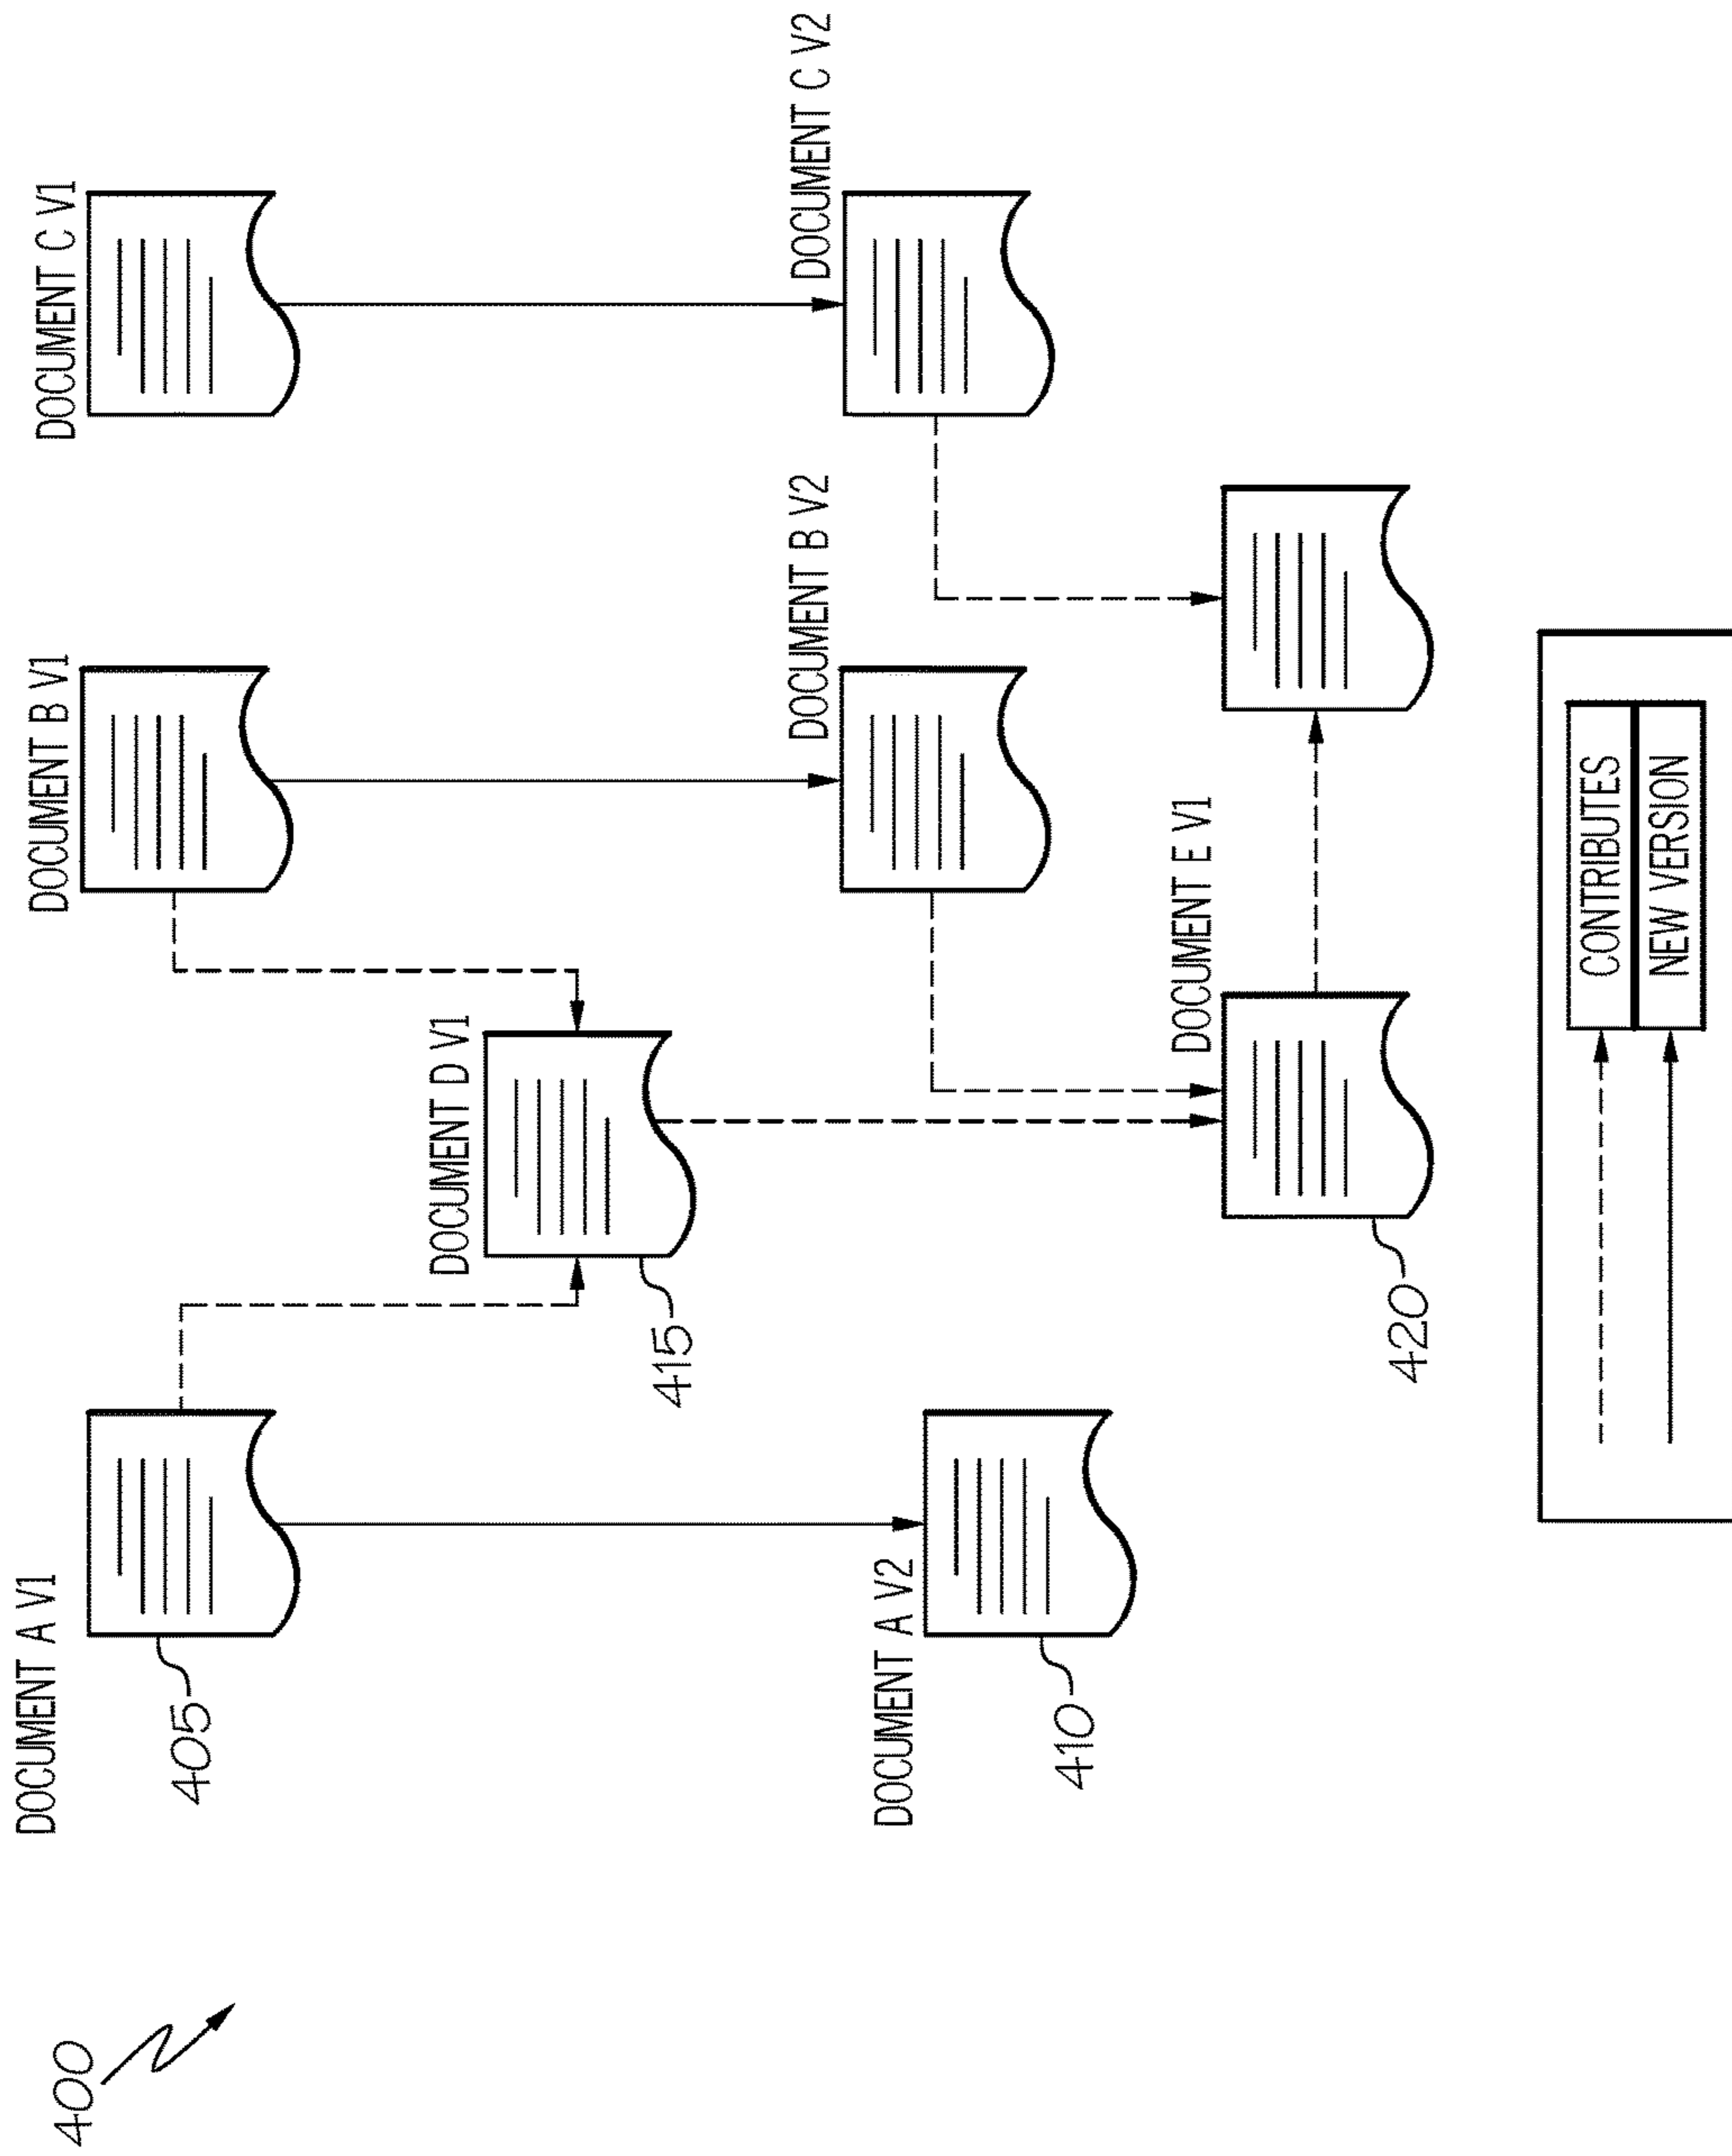 400
DOCUMENT A V1
405
DOCUMENT B V1
DOCUMENT C V1
DOCUMENT D V1
415
DOCUMENT A V2
410
DOCUMENT B V2
DOCUMENT C V2
DOCUMENT E V1
420
CONTRIBUTES
NEW VERSION